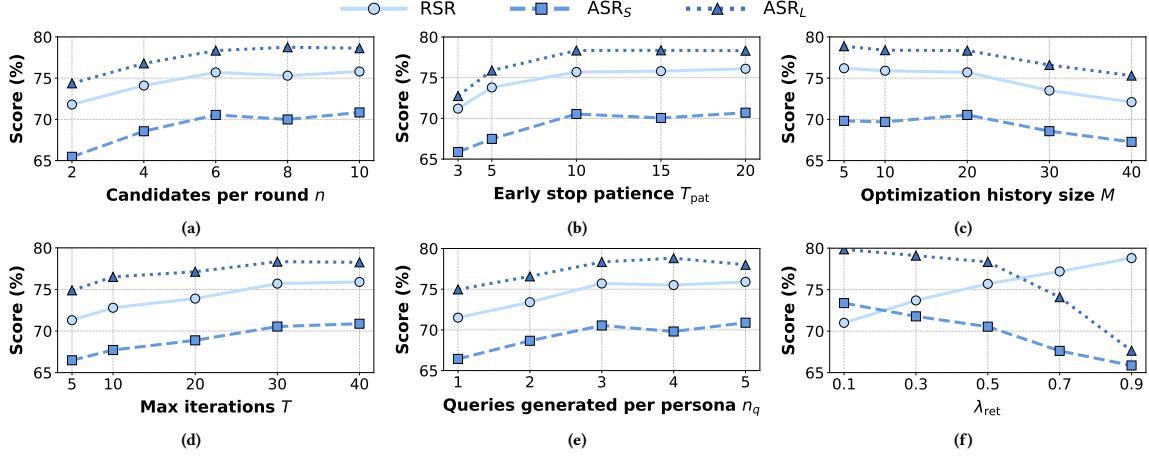 RSR ASR_S ASR_L
80
75
70
65
Score (%)
2 4 6 8 10
Candidates per round n
(a)
80
75
70
65
Score (%)
3 5 10 15 20
Early stop patience T_pat
(b)
80
75
70
65
Score (%)
5 10 20 30 40
Optimization history size M
(c)
80
75
70
65
Score (%)
5 10 20 30 40
Max iterations T
(d)
80
75
70
65
Score (%)
1 2 3 4 5
Queries generated per persona n_q
(e)
80
75
70
65
Score (%)
0.1 0.3 0.5 0.7 0.9
λ_ret
(f)